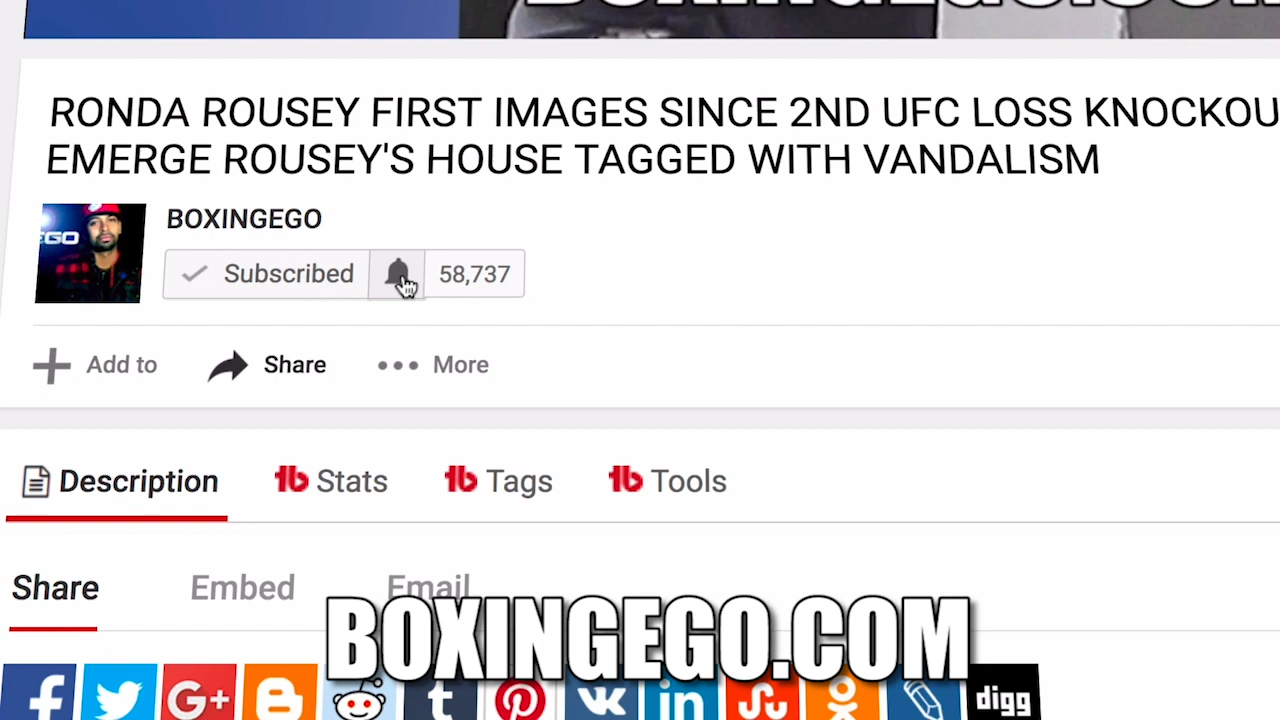 RONDA ROUSEY FIRST IMAGES SINCE 2ND UFC LOSS
EMERGE ROUSEY'S HOUSE TAGGED WITH VANDALISM
BOXINGEGO
Subscribed 58,737
Add to Share More
Description Stats Tags Tools
Share Embed Email
BOXINGEGO.COM
digg